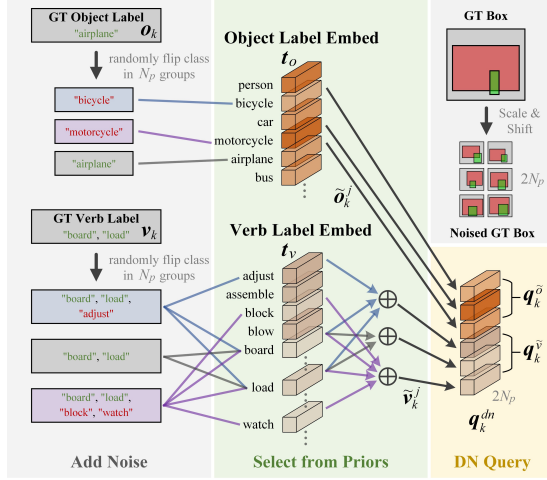 GT Object Label
"airplane" o_k
randomly flip class
in N_p groups
"bicycle"
"motorcycle"
"airplane"
GT Verb Label
"board", "load" v_k
randomly flip class
in N_p groups
"board", "load",
"adjust"
"board", "load"
"board", "load",
"block", "watch"
Add Noise
Object Label Embed
t_o
person
bicycle
car
motorcycle
airplane
bus
õ_k^j
Verb Label Embed
t_v
adjust
assemble
block
blow
board
load
watch
ṽ_k^j
Select from Priors
GT Box
Scale &
Shift
2N_p
Noised GT Box
q_k^õ
q_k^ṽ
2N_p
q_k^dn
DN Query